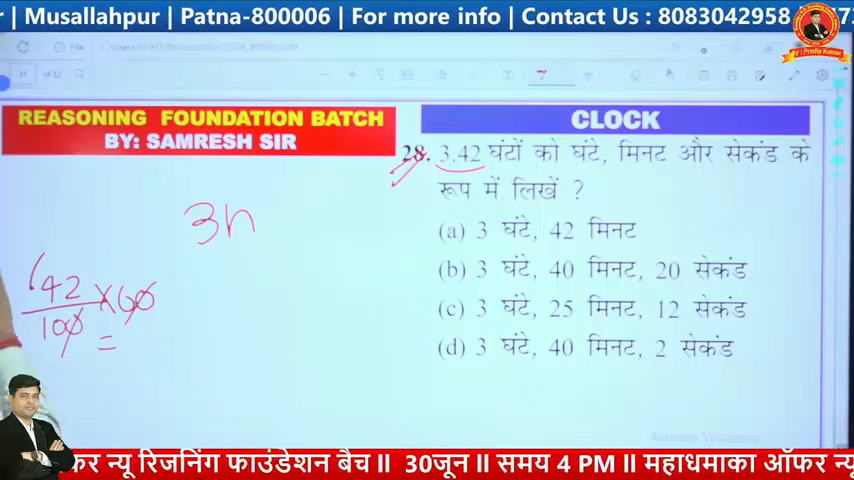 r | Musallahpur | Patna-800006 | For more info | Contact Us : 8083042958
REASONING FOUNDATION BATCH
BY: SAMRESH SIR
CLOCK
28. 3.42 घंटों को घंटे, मिनट और सेकंड के
रूप में लिखें ?
(a) 3 घंटे, 42 मिनट
(b) 3 घंटे, 40 मिनट, 20 सेकंड
(c) 3 घंटे, 25 मिनट, 12 सेकंड
(d) 3 घंटे, 40 मिनट, 2 सेकंड
3h
42
100
×60
=
Activate Windows
फर न्यू रिजनिंग फाउंडेशन बैच II 30जून II समय 4 PM II महाधमाका ऑफर न्यू